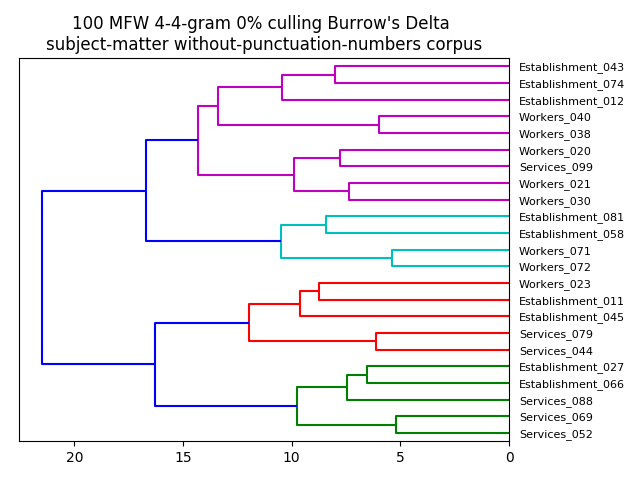 100 MFW 4-4-gram 0% culling Burrow's Delta
subject-matter without-punctuation-numbers corpus
Establishment_043
Establishment_074
Establishment_012
Workers_040
Workers_038
Workers_020
Services_099
Workers_021
Workers_030
Establishment_081
Establishment_058
Workers_071
Workers_072
Workers_023
Establishment_011
Establishment_045
Services_079
Services_044
Establishment_027
Establishment_066
Services_088
Services_069
Services_052
20 15 10 5 0